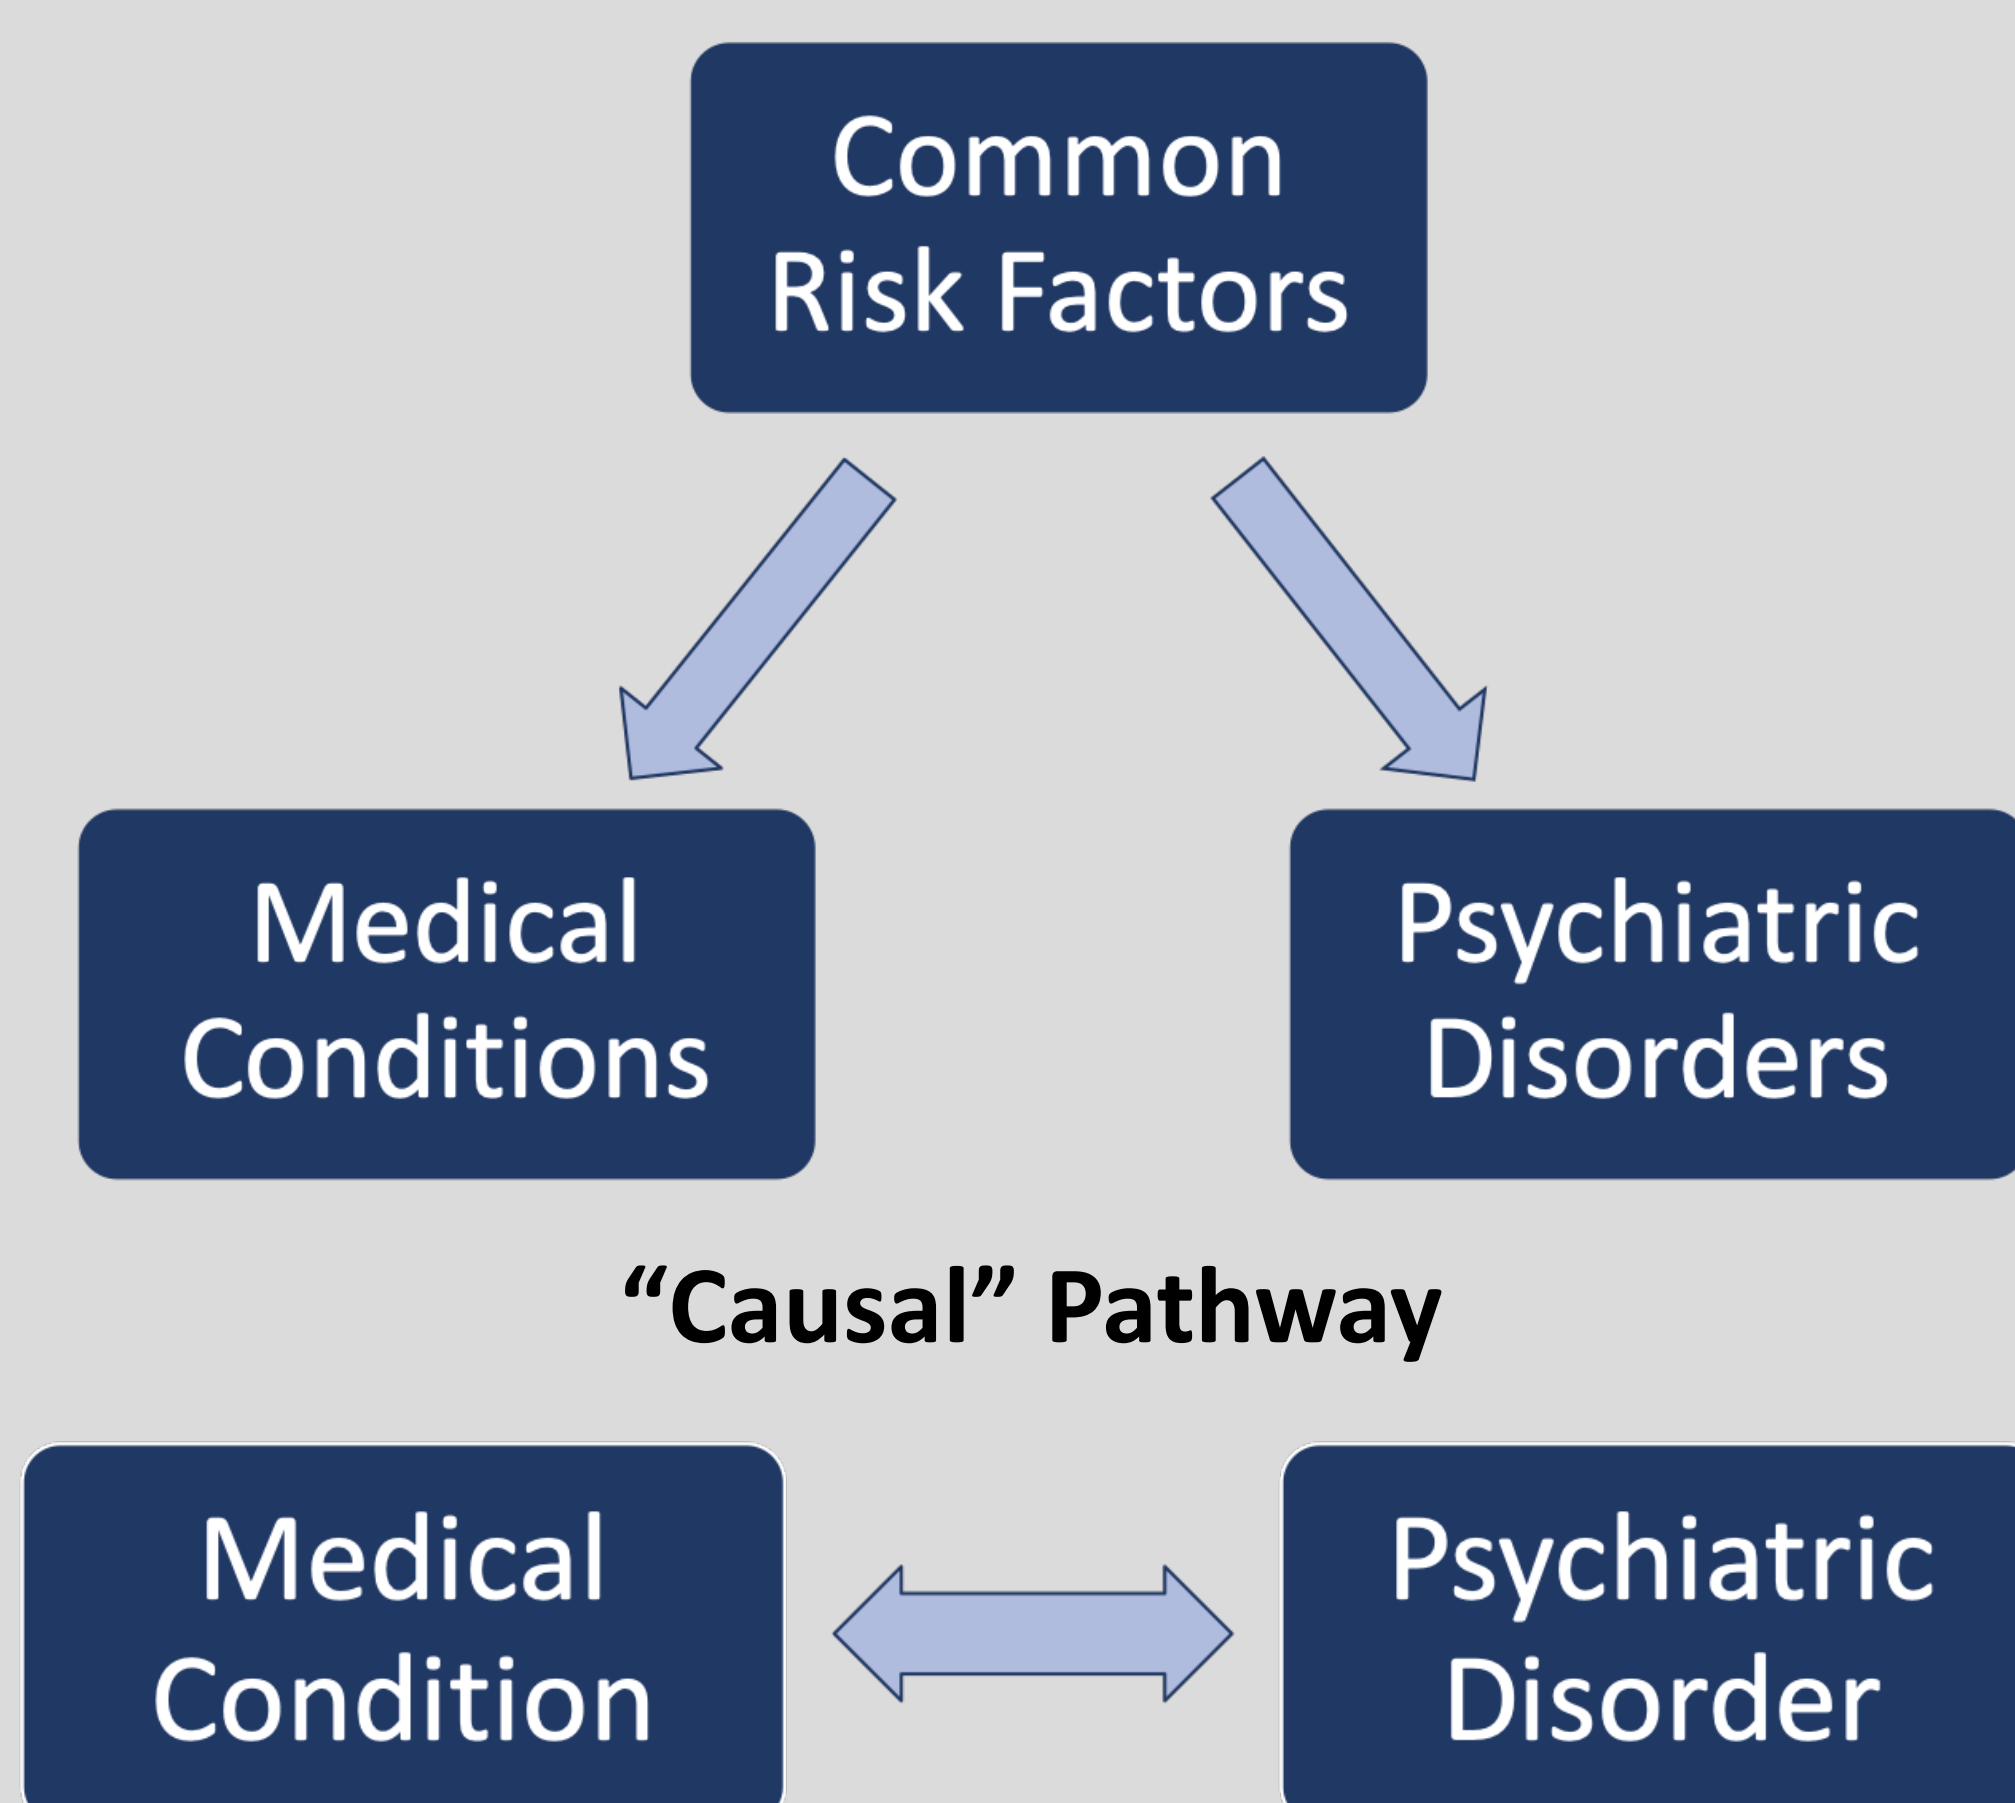 Common
Risk Factors
Medical
Conditions
Psychiatric
Disorders
“Causal” Pathway
Medical
Condition
Psychiatric
Disorder